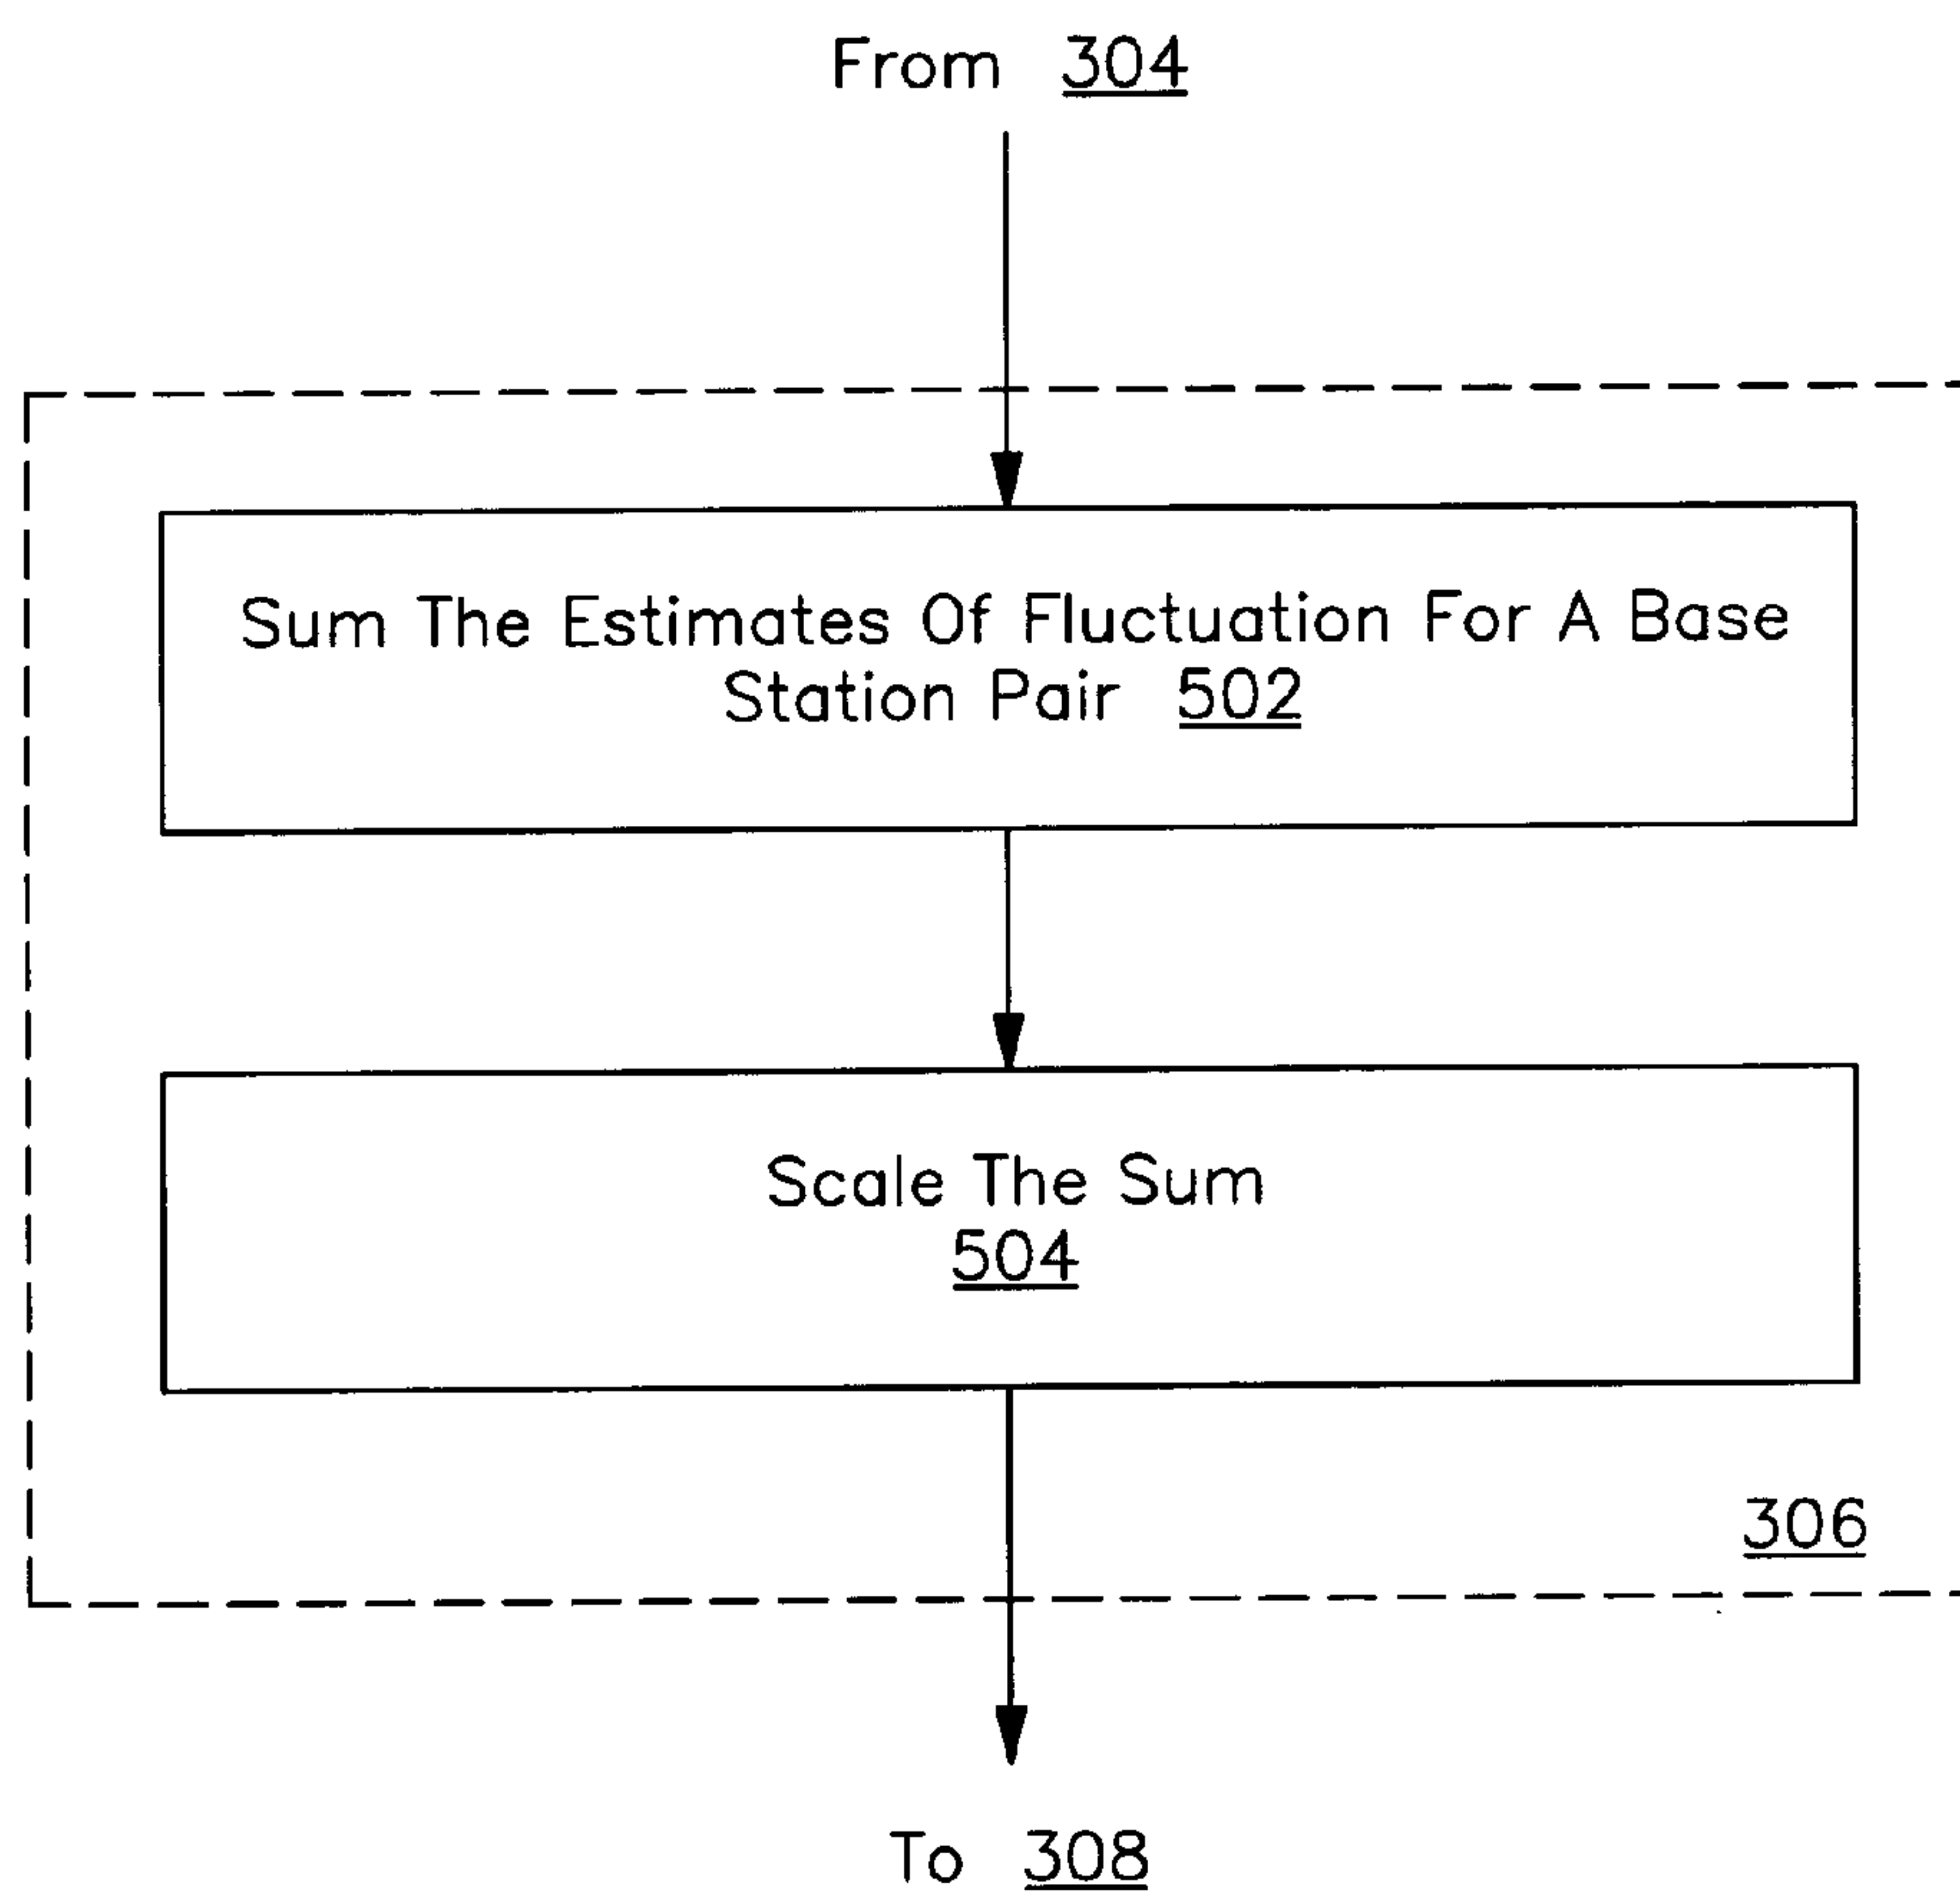 From 304
Sum The Estimates Of Fluctuation For A Base
Station Pair 502
Scale The Sum
504
306
To 308